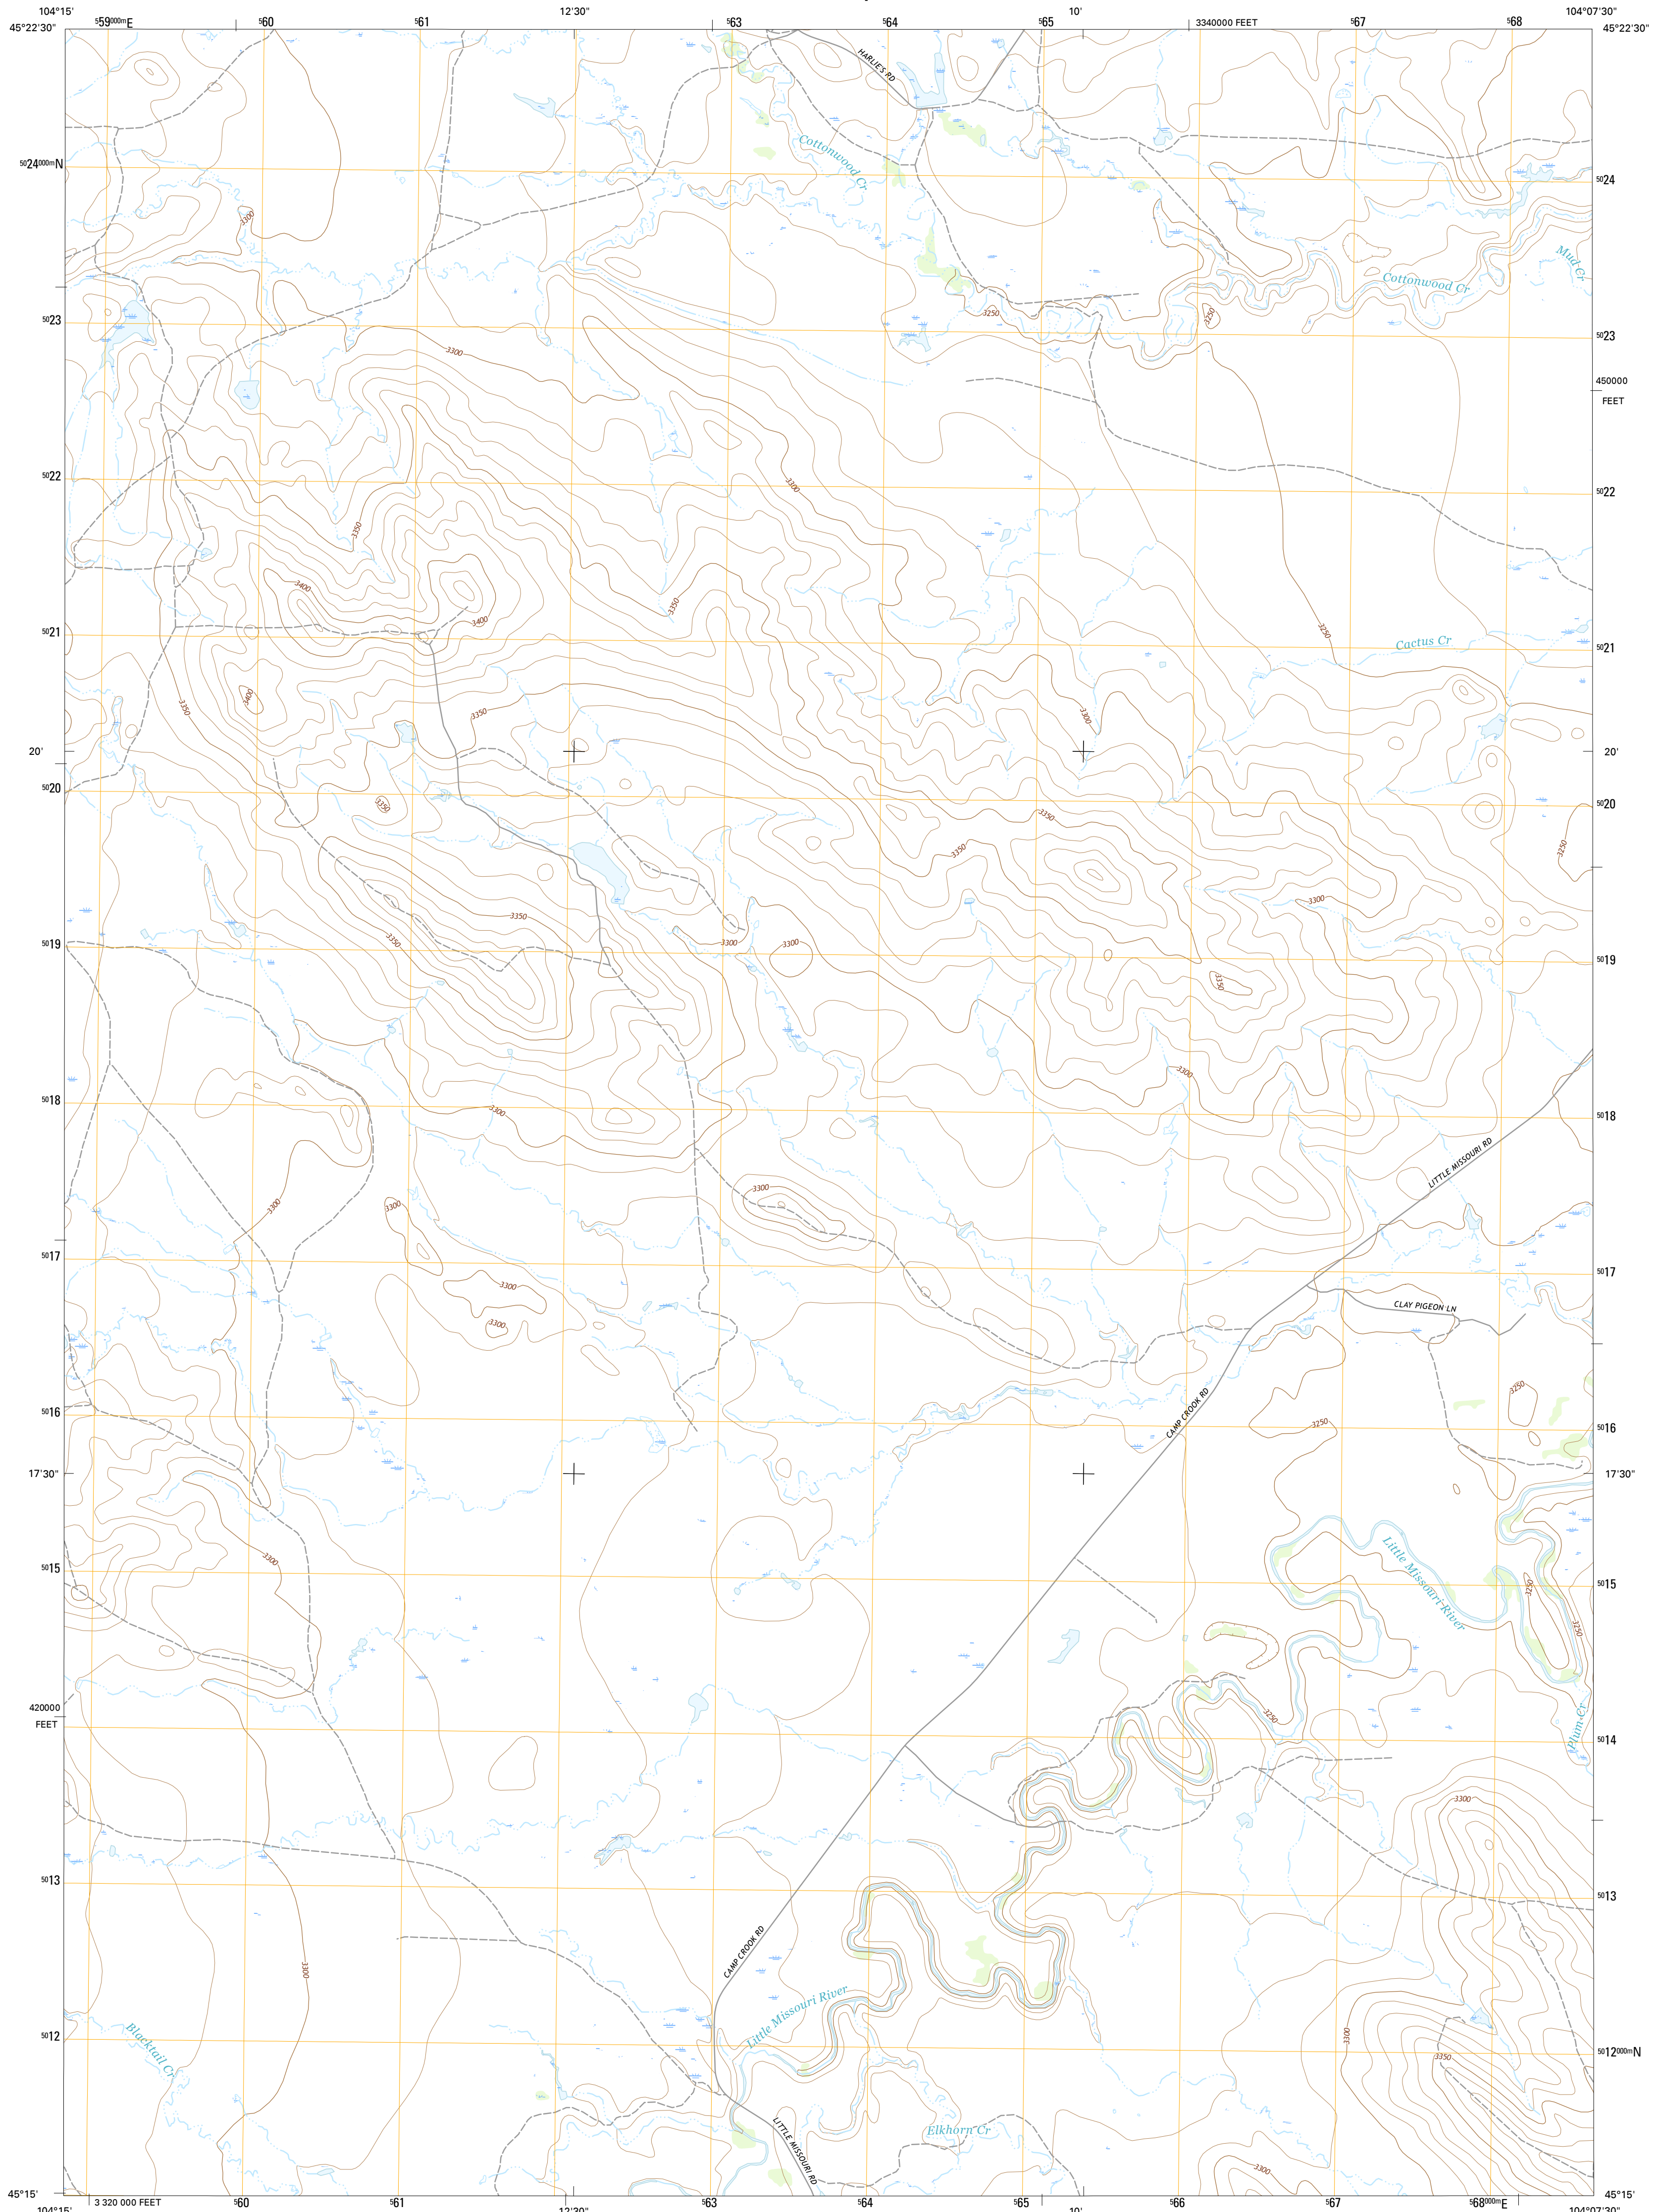 104°15' 559000mE 560 561 12'30" 563 564 565 10' 3340000 FEET 567 568 104°07'30"
45°22'30" 45°22'30"
HARLIE'S RD
Cottonwood Cr
5024000mN 5024
3300
Mud Cr
Cottonwood Cr
3250 3250
5023 5023
3300
450000
FEET
5022 5022
3300
3350
3400 3350
3400
3250
5021 5021
Cactus Cr
3400 3350 3350 3300
20' 20'
5020 5020
3350 3350
3350 3250
3300
3350
3350 3300 3300
5019 5019
3350
3300
5018 5018
3300
LITTLE MISSOURI RD
3300 3300 3300
5017 5017
3300
CLAY PIGEON LN
3300
CAMP CROOK RD
3250
3250
5016 5016
17'30" 17'30"
3300
Little Missouri River
5015 5015
3250
3250
420000
FEET
3250
Plum Cr
5014 5014
3300
5013 5013
CAMP CROOK RD
3300
Little Missouri River
5012 5012000mN
Blacktail Cr
3300
3350
LITTLE MISSOURI RD
Elkhorn Cr
3300
45°15' 45°15'
3 320 000 FEET 560 561 563 564 565 566 567 568000mE
104°15' 12'30" 10' 104°07'30"